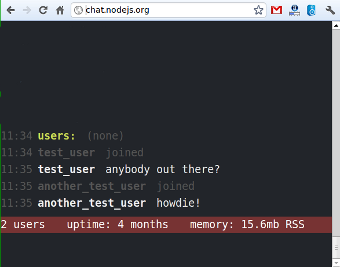 chat.nodejs.org
11:34 users: (none)
11:34 test_user joined
11:35 test_user anybody out there?
11:35 another_test_user joined
11:35 another_test_user howdie!
2 users uptime: 4 months memory: 15.6mb RSS